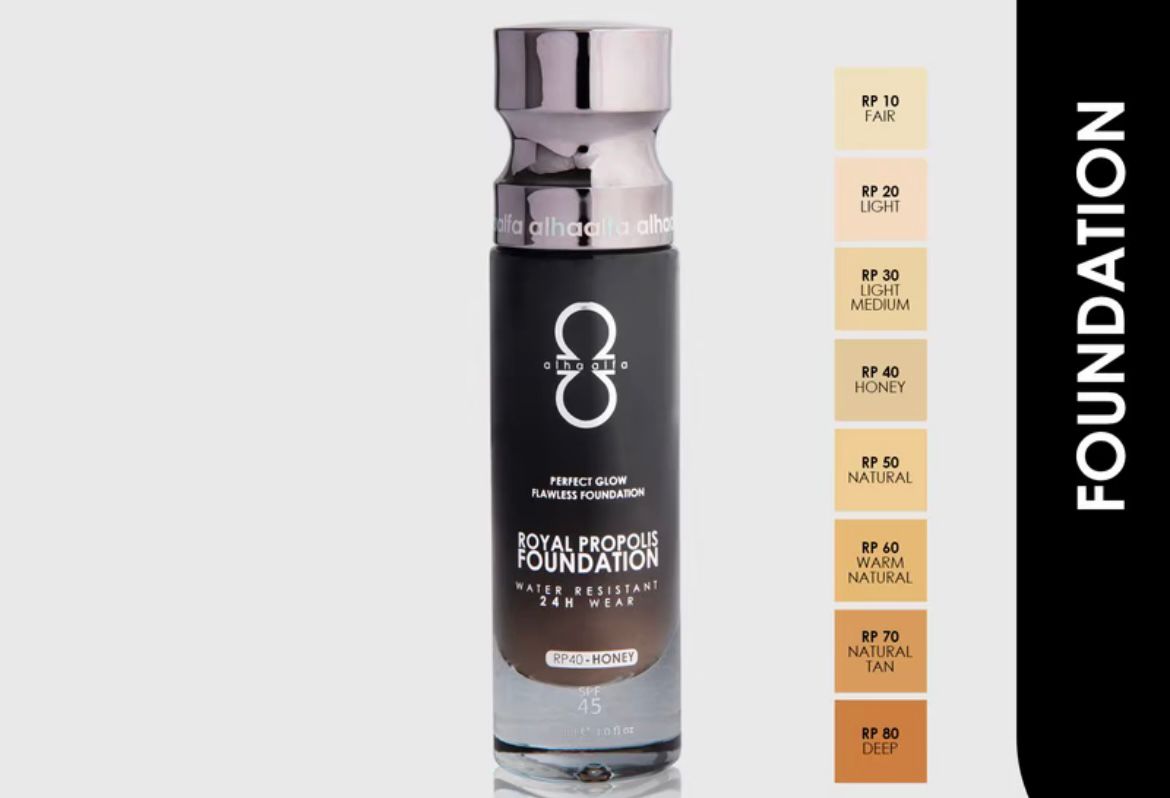 alfa alhaalfa alhaa
alhaalfa
PERFECT GLOW
FLAWLESS FOUNDATION
ROYAL PROPOLIS
FOUNDATION
WATER RESISTANT
24H WEAR
RP40-HONEY
SPF
45
1.0 fl oz
RP 10
FAIR
RP 20
LIGHT
RP 30
LIGHT
MEDIUM
RP 40
HONEY
RP 50
NATURAL
RP 60
WARM
NATURAL
RP 70
NATURAL
TAN
RP 80
DEEP
FOUNDATION